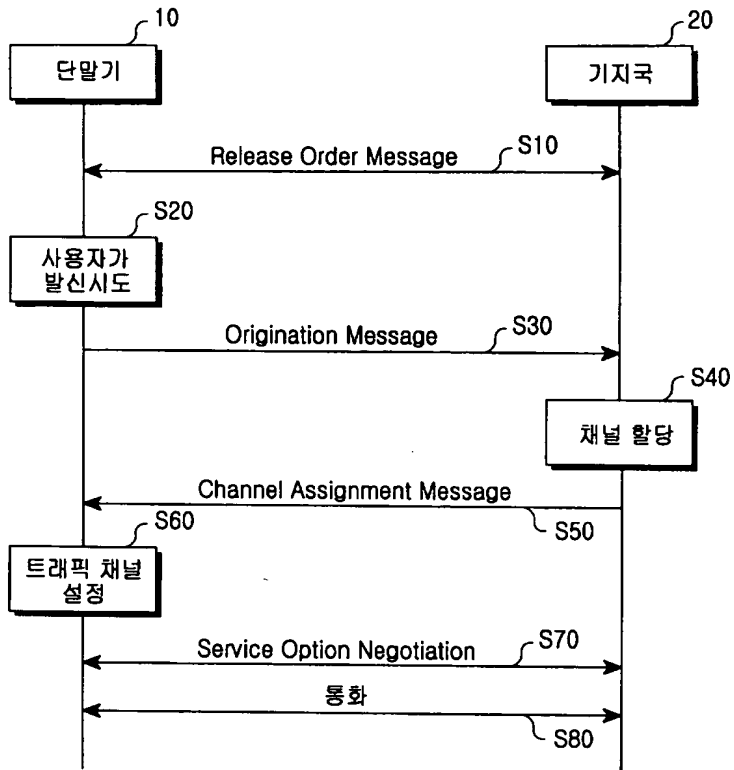 10
20
단말기
기지국
Release Order Message
S10
S20
사용자가
발신시도
Origination Message
S30
S40
채널 할당
Channel Assignment Message
S50
S60
트래픽 채널
설정
Service Option Negotiation
S70
통화
S80